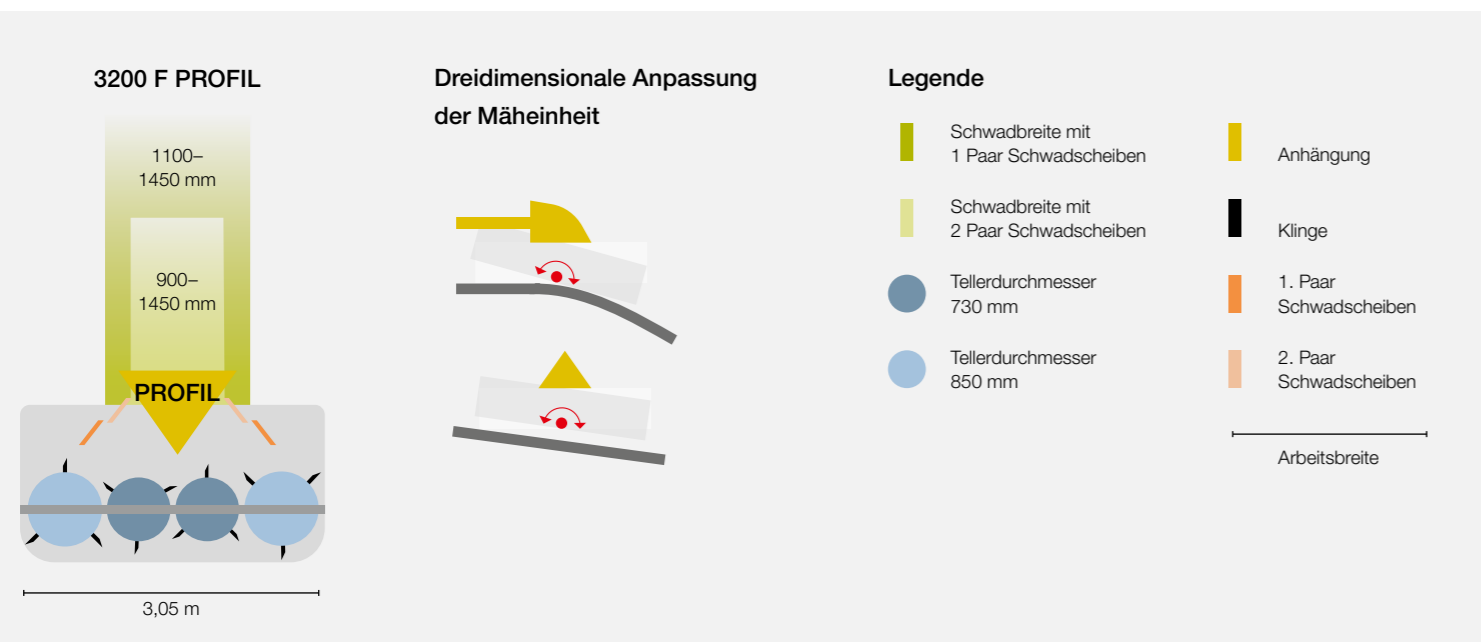 3200 F PROFIL
1100–
1450 mm
900–
1450 mm
PROFIL
3,05 m
Dreidimensionale Anpassung
der Mäheinheit
Legende
Schwadbreite mit
1 Paar Schwadscheiben
Schwadbreite mit
2 Paar Schwadscheiben
Tellerdurchmesser
730 mm
Tellerdurchmesser
850 mm
Anhängung
Klinge
1. Paar
Schwadscheiben
2. Paar
Schwadscheiben
Arbeitsbreite